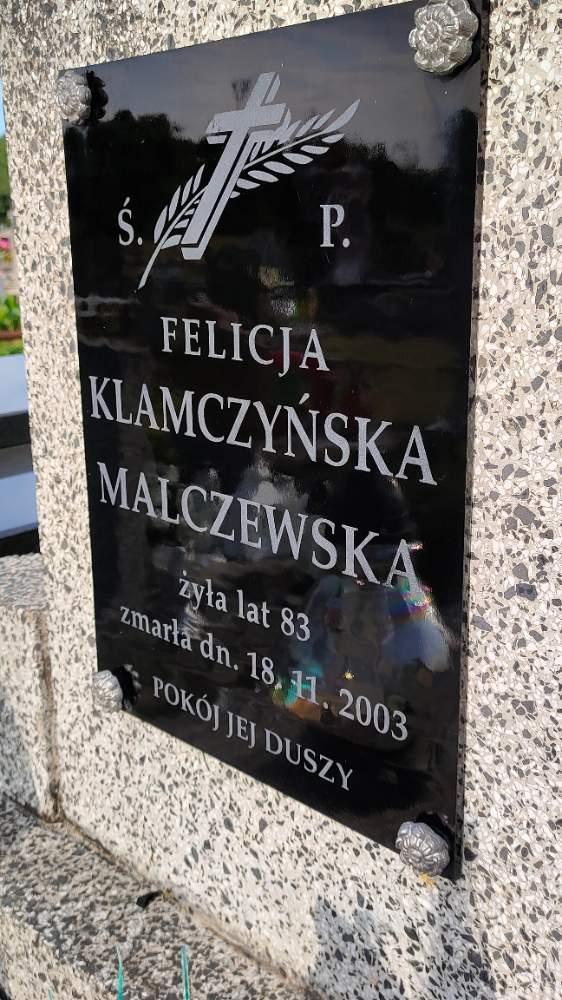 Ś. P.
FELICJA
KLAMCZYŃSKA
MALCZEWSKA
żyła lat 83
zmarła dn. 18. 11. 2003
POKÓJ JEJ DUSZY